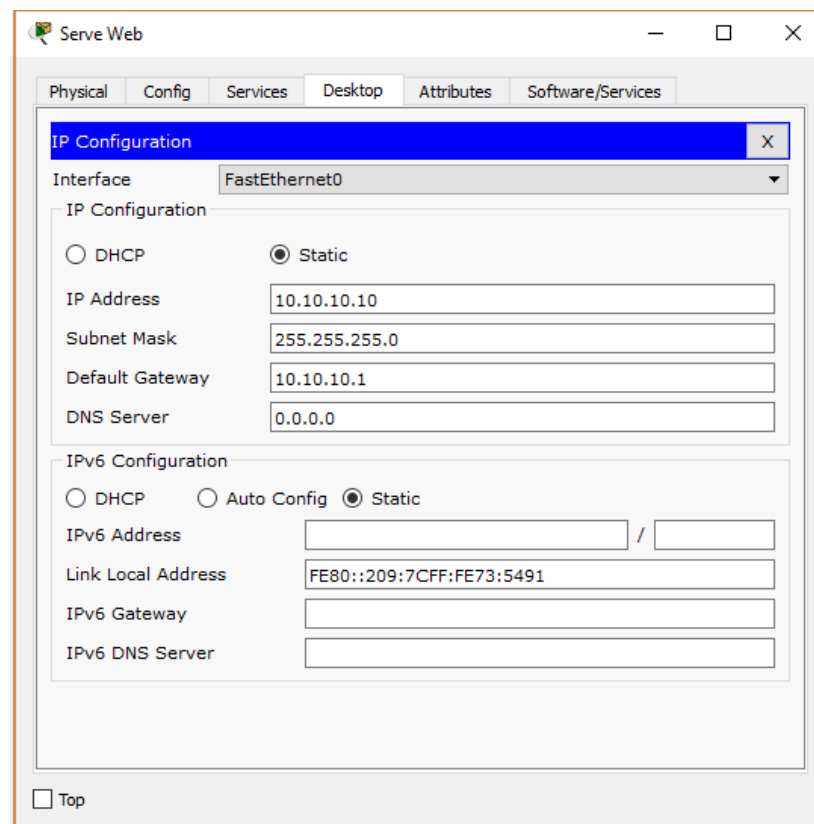 Serve Web
Physical Config Services Desktop Attributes Software/Services
IP Configuration X
Interface FastEthernet0
IP Configuration
DHCP Static
IP Address 10.10.10.10
Subnet Mask 255.255.255.0
Default Gateway 10.10.10.1
DNS Server 0.0.0.0
IPv6 Configuration
DHCP Auto Config Static
IPv6 Address /
Link Local Address FE80::209:7CFF:FE73:5491
IPv6 Gateway
IPv6 DNS Server
Top